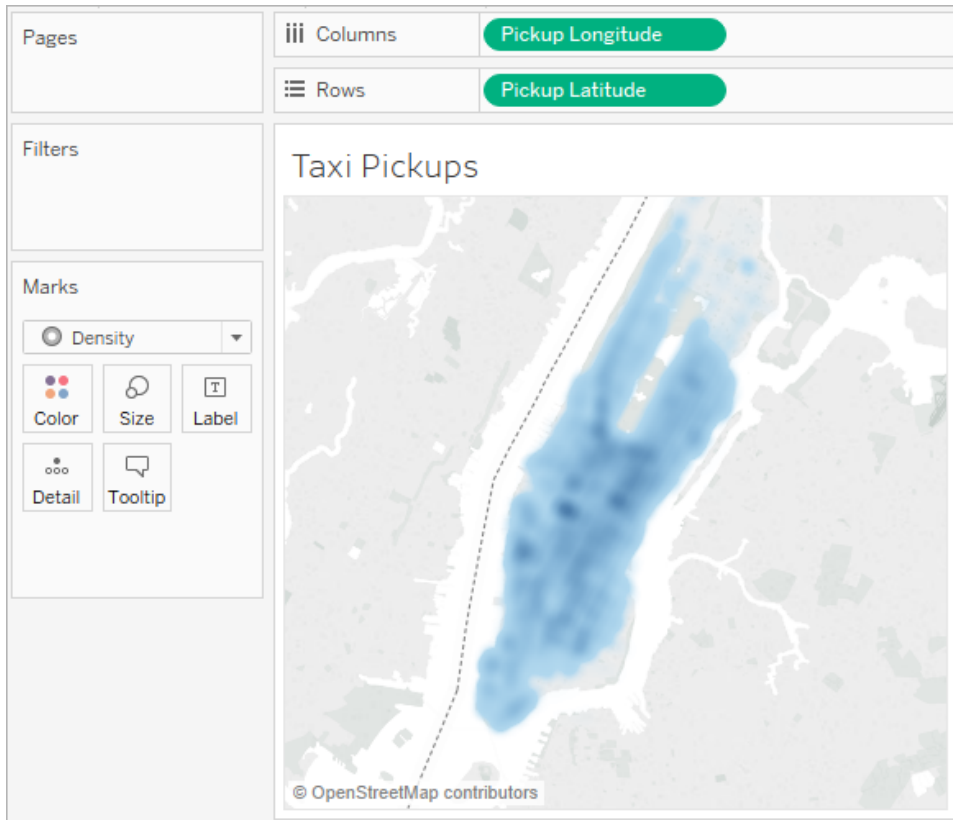 Pages
Columns
Pickup Longitude
Rows
Pickup Latitude
Filters
Taxi Pickups
Marks
Density
Color
Size
T
Label
Detail
Tooltip
© OpenStreetMap contributors